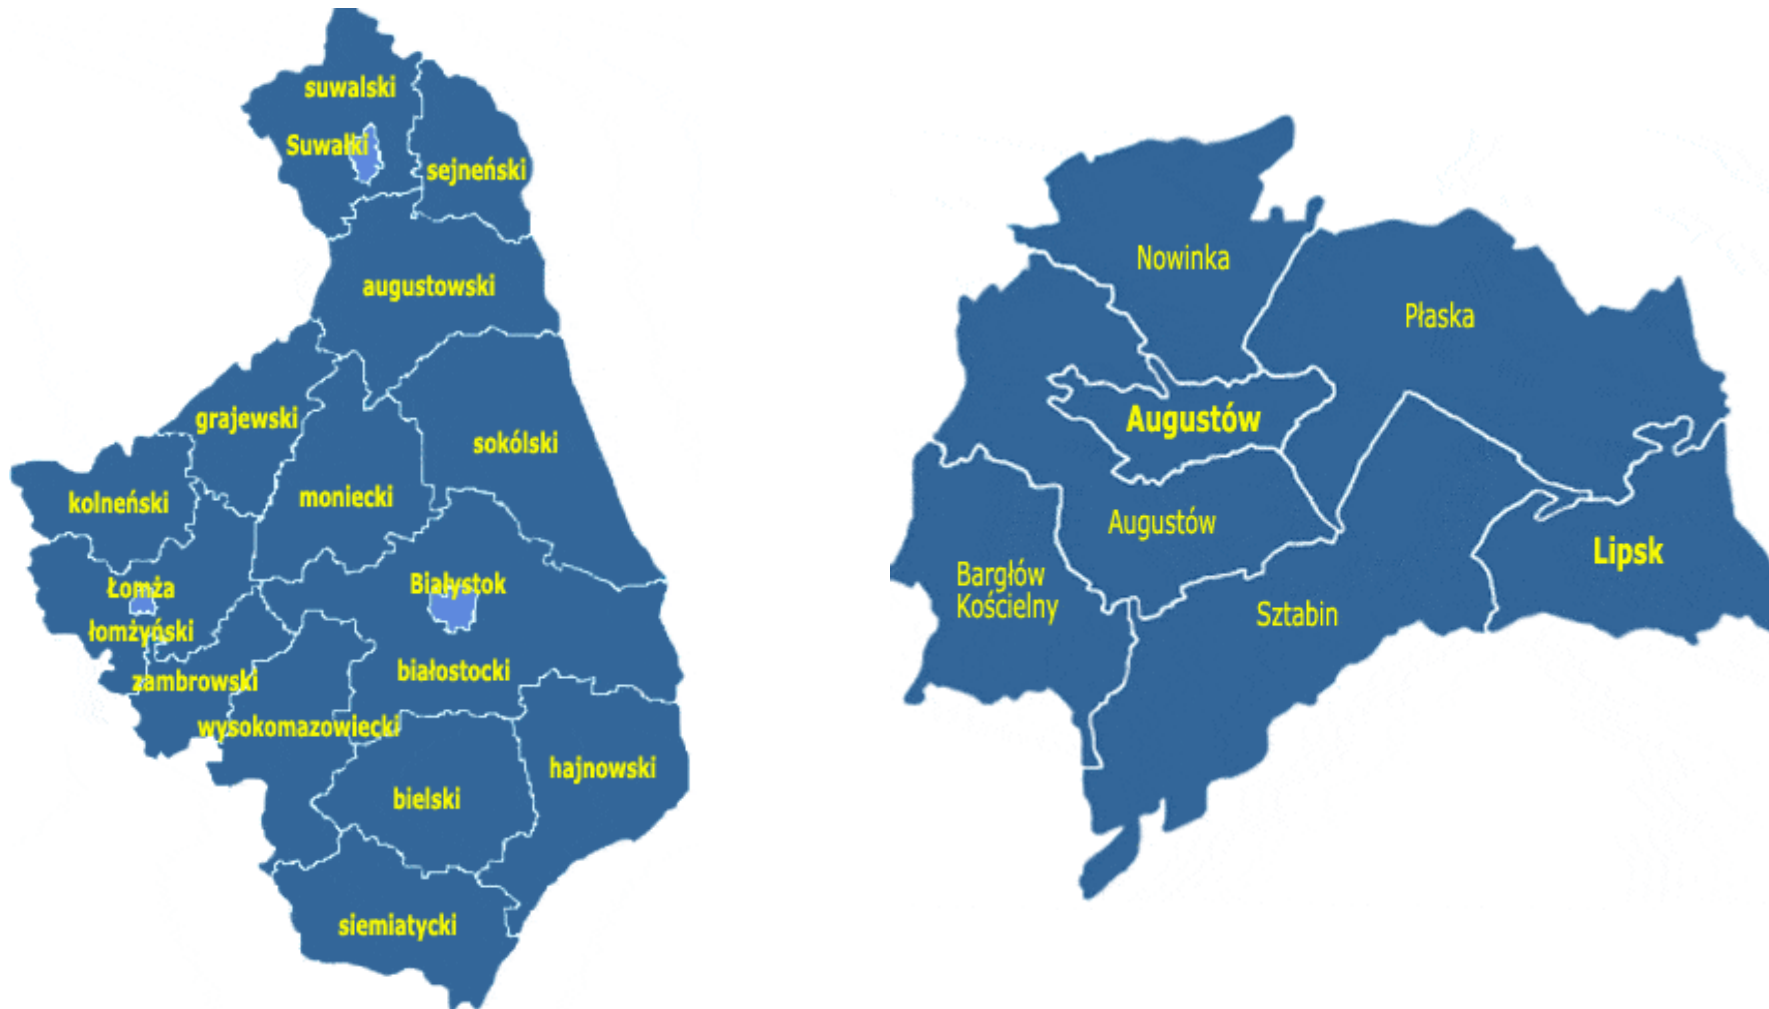 suwalski
Suwałki
sejneński
augustowski
grajewski
sokólski
kolneński
moniecki
Łomża
Białystok
łomżyński
białostocki
zambrowski
wysokomazowiecki
hajnowski
bielski
siemiatycki
Nowinka
Płaska
Augustów
Augustów
Lipsk
Bargłów
Kościelny
Sztabin